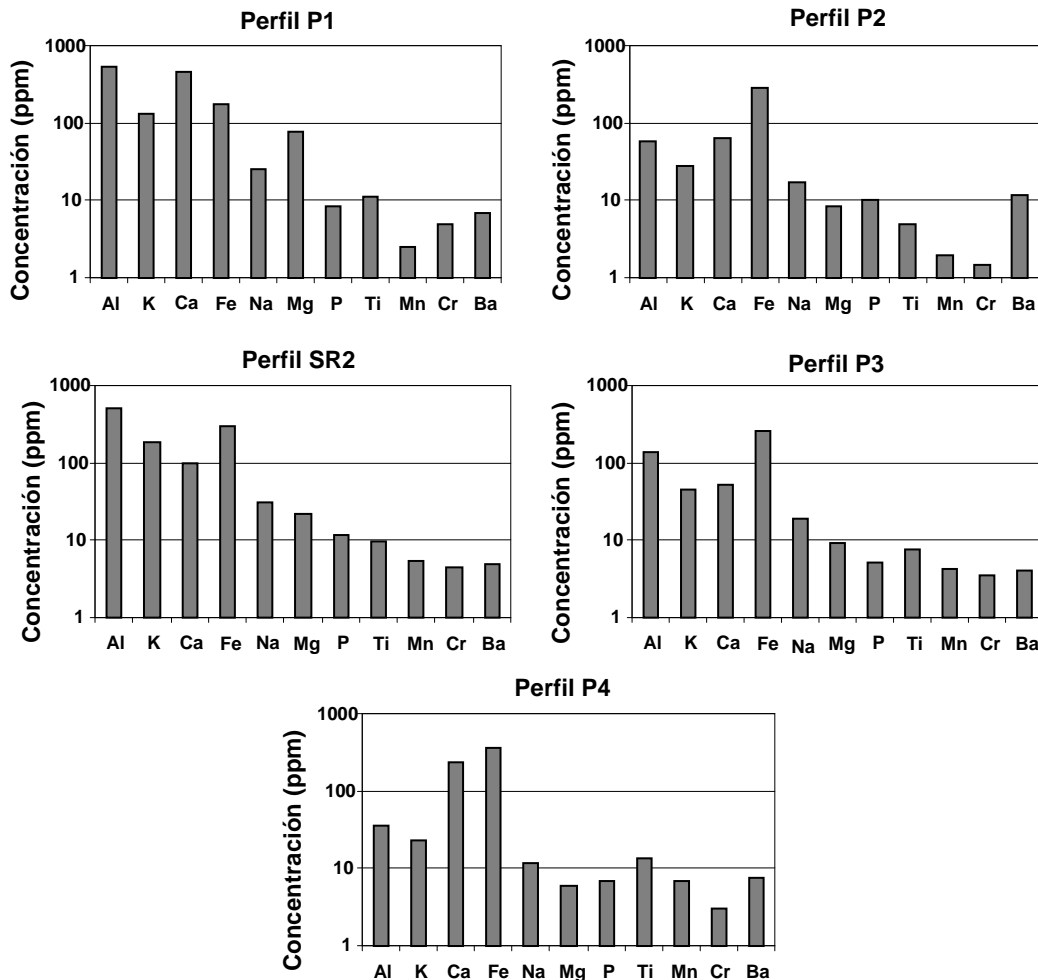 Perfil P1
Concentración (ppm)
1000
100
10
1
Al K Ca Fe Na Mg P Ti Mn Cr Ba
Perfil P2
Concentración (ppm)
1000
100
10
1
Al K Ca Fe Na Mg P Ti Mn Cr Ba
Perfil SR2
Concentración (ppm)
1000
100
10
1
Al K Ca Fe Na Mg P Ti Mn Cr Ba
Perfil P3
Concentración (ppm)
1000
100
10
1
Al K Ca Fe Na Mg P Ti Mn Cr Ba
Perfil P4
Concentración (ppm)
1000
100
10
1
Al K Ca Fe Na Mg P Ti Mn Cr Ba